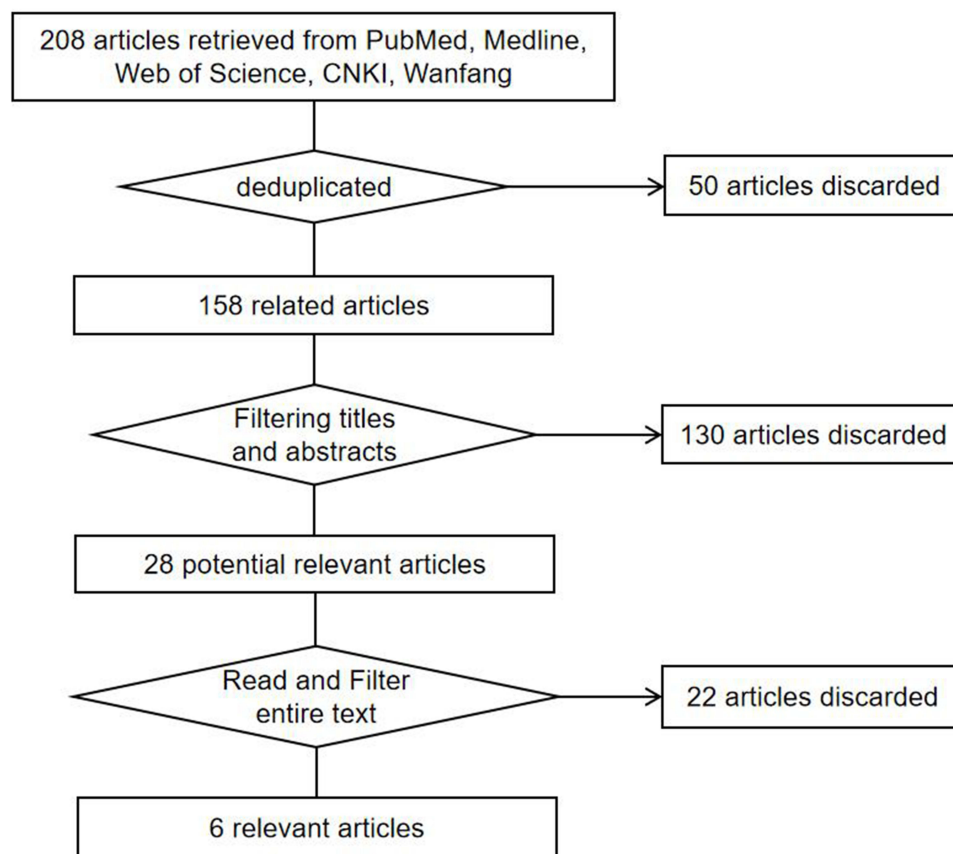 208 articles retrieved from PubMed, Medline,
Web of Science, CNKI, Wanfang
deduplicated
50 articles discarded
158 related articles
Filtering titles
and abstracts
130 articles discarded
28 potential relevant articles
Read and Filter
entire text
22 articles discarded
6 relevant articles